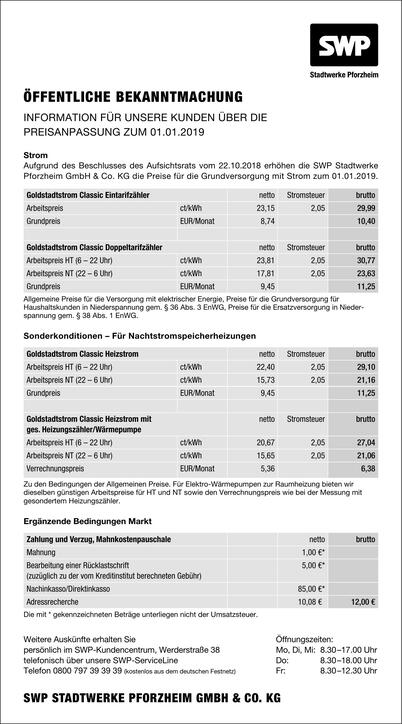 SWP
Stadtwerke Pforzheim
ÖFFENTLICHE BEKANNTMACHUNG
INFORMATION FÜR UNSERE KUNDEN ÜBER DIE
PREISANPASSUNG ZUM 01.01.2019
Strom
Aufgrund des Beschlusses des Aufsichtsrats vom 22.10.2018 erhöhen die SWP Stadtwerke
Pforzheim GmbH & Co. KG die Preise für die Grundversorgung mit Strom zum 01.01.2019.
Goldstadtstrom Classic Eintarifzähler netto Stromsteuer brutto
Arbeitspreis ct/kWh 23,15 2,05 29,99
Grundpreis EUR/Monat 8,74 10,40
Goldstadtstrom Classic Doppeltarifzähler netto Stromsteuer brutto
Arbeitspreis HT (6 – 22 Uhr) ct/kWh 23,81 2,05 30,77
Arbeitspreis NT (22 – 6 Uhr) ct/kWh 17,81 2,05 23,63
Grundpreis EUR/Monat 9,45 11,25
Allgemeine Preise für die Versorgung mit elektrischer Energie, Preise für die Grundversorgung für
Haushaltskunden in Niederspannung gem. § 36 Abs. 3 EnWG, Preise für die Ersatzversorgung in Nieder-
spannung gem. § 38 Abs. 1 EnWG.
Sonderkonditionen – Für Nachtstromspeicherheizungen
Goldstadtstrom Classic Heizstrom netto Stromsteuer brutto
Arbeitspreis HT (6 – 22 Uhr) ct/kWh 22,40 2,05 29,10
Arbeitspreis NT (22 – 6 Uhr) ct/kWh 15,73 2,05 21,16
Grundpreis EUR/Monat 9,45 11,25
Goldstadtstrom Classic Heizstrom mit netto Stromsteuer brutto
ges. Heizungszähler/Wärmepumpe
Arbeitspreis HT (6 – 22 Uhr) ct/kWh 20,67 2,05 27,04
Arbeitspreis NT (22 – 6 Uhr) ct/kWh 15,65 2,05 21,06
Verrechnungspreis EUR/Monat 5,36 6,38
Zu den Bedingungen der Allgemeinen Preise. Für Elektro-Wärmepumpen zur Raumheizung bieten wir
dieselben günstigen Arbeitspreise für HT und NT sowie den Verrechnungspreis wie bei der Messung mit
gesondertem Heizungszähler.
Ergänzende Bedingungen Markt
Zahlung und Verzug, Mahnkostenpauschale netto brutto
Mahnung 1,00 €*
Bearbeitung einer Rücklastschrift 5,00 €*
(zuzüglich zu der vom Kreditinstitut berechneten Gebühr)
Nachinkasso/Direktinkasso 85,00 €*
Adressrecherche 10,08 € 12,00 €
Die mit * gekennzeichneten Beträge unterliegen nicht der Umsatzsteuer.
Weitere Auskünfte erhalten Sie Öffnungszeiten:
persönlich im SWP-Kundencentrum, Werderstraße 38 Mo, Di, Mi: 8.30–17.00 Uhr
telefonisch über unsere SWP-ServiceLine Do: 8.30–18.00 Uhr
Telefon 0800 797 39 39 39 (kostenlos aus dem deutschen Festnetz) Fr: 8.30–12.30 Uhr
SWP STADTWERKE PFORZHEIM GMBH & CO. KG